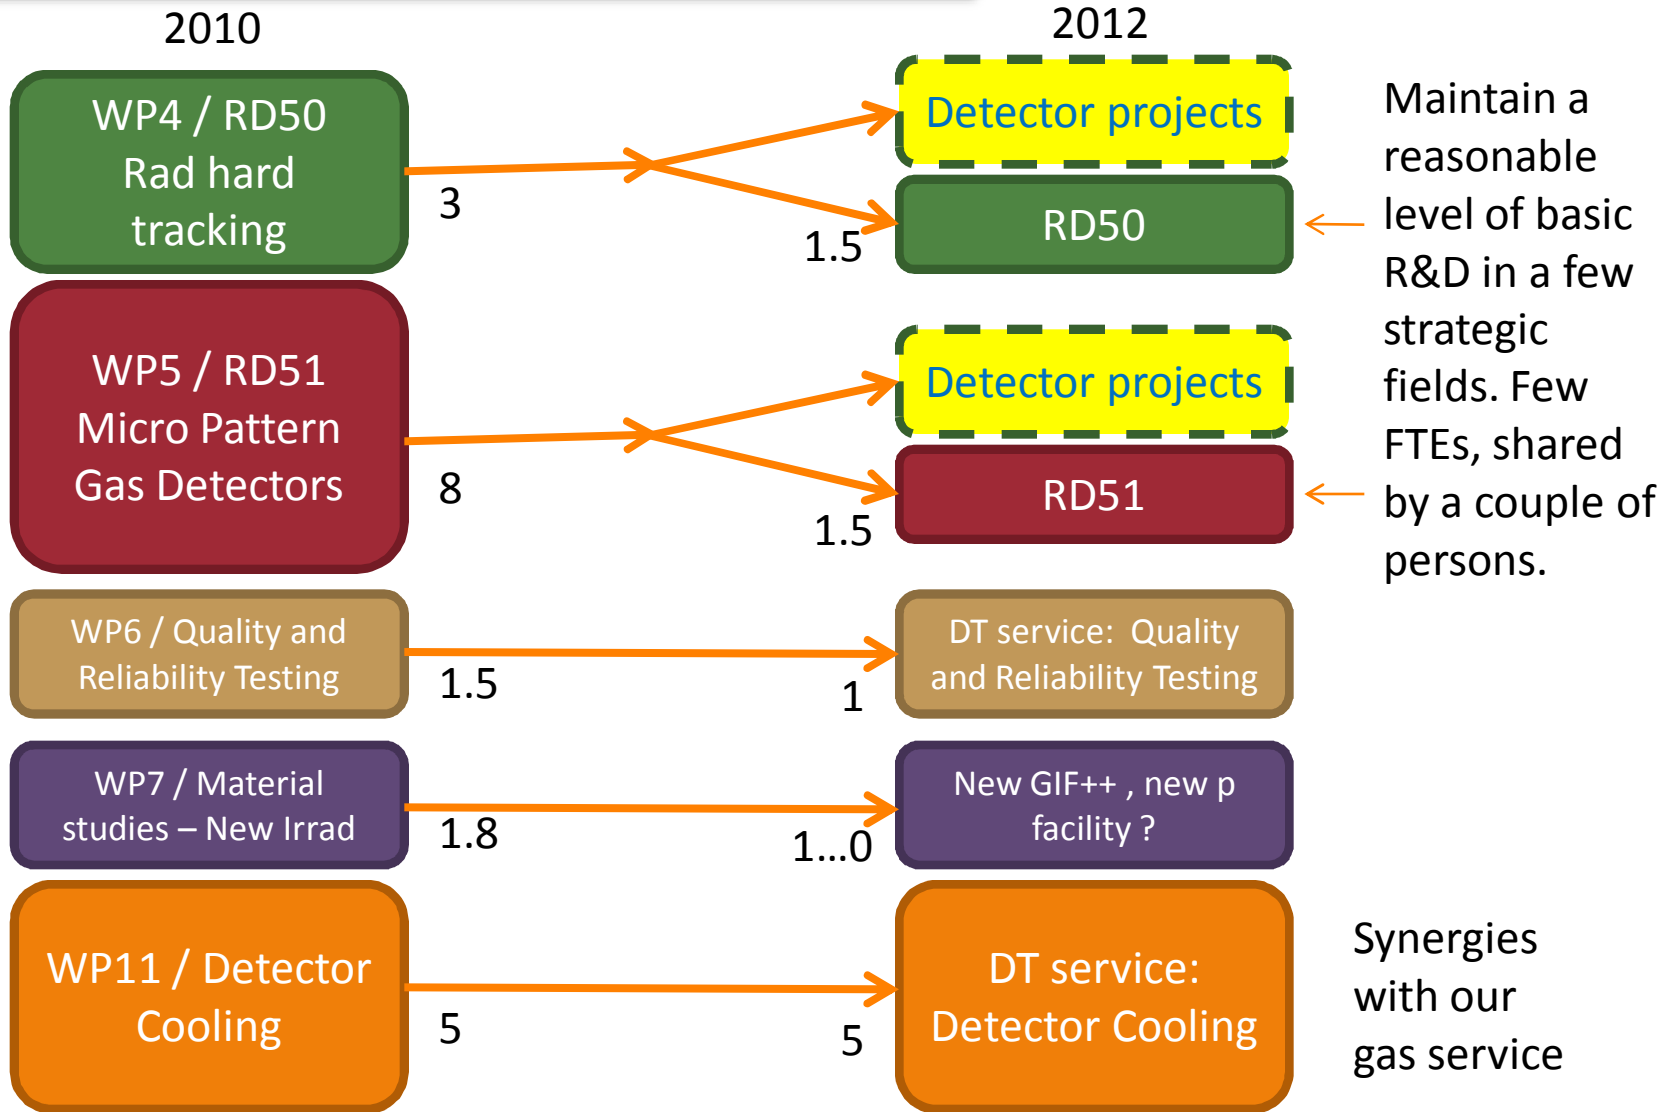 2010
2012
WP4 / RD50
Rad hard
tracking
3
Detector projects
1.5
RD50
Maintain a
reasonable
level of basic
R&D in a few
strategic
fields. Few
FTEs, shared
by a couple of
persons.
WP5 / RD51
Micro Pattern
Gas Detectors
8
Detector projects
1.5
RD51
WP6 / Quality and
Reliability Testing
1.5
1
DT service: Quality
and Reliability Testing
WP7 / Material
studies – New Irrad
1.8
1...0
New GIF++ , new p
facility ?
WP11 / Detector
Cooling
5
5
DT service:
Detector Cooling
Synergies
with our
gas service